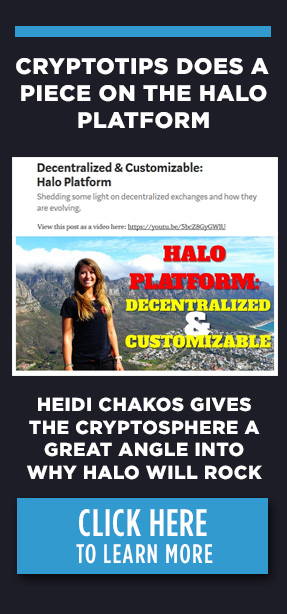 CRYPTOTIPS DOES A
PIECE ON THE HALO
PLATFORM
Decentralized & Customizable:
Halo Platform
Shedding some light on decentralized exchanges and how they
are evolving.
View this post as a video here: https://youtu.be/5bcZ8GyGWlU
HALO
PLATFORM:
DECENTRALIZED
&
CUSTOMIZABLE
HEIDI CHAKOS GIVES
THE CRYPTOSPHERE A
GREAT ANGLE INTO
WHY HALO WILL ROCK
CLICK HERE
TO LEARN MORE